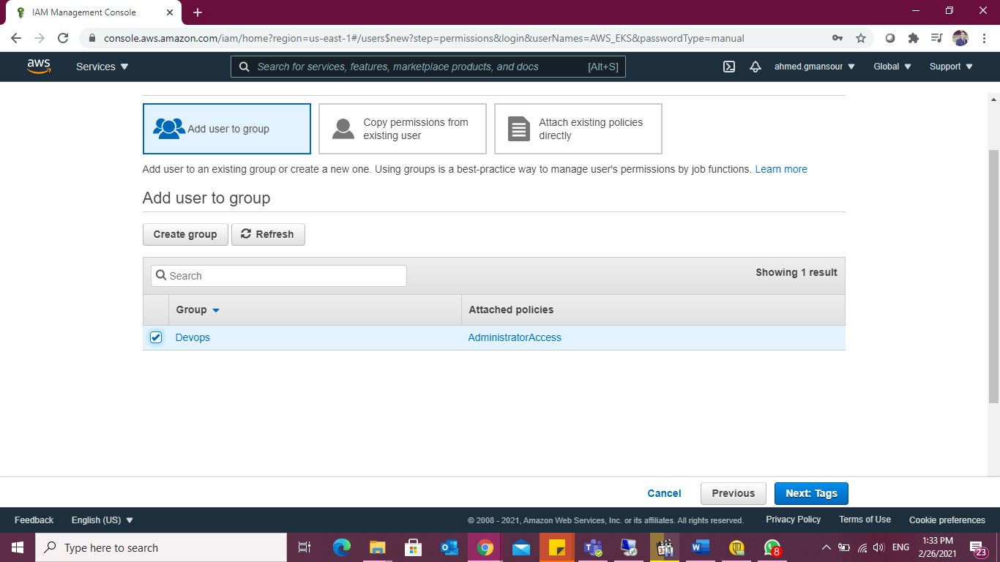 IAM Management Console
console.aws.amazon.com/iam/home?region=us-east-1#/users$new?step=permissions&login&userNames=AWS_EKS&passwordType=manual
aws
Services
Search for services, features, marketplace products, and docs
[Alt+S]
ahmed.gmansour
Global
Support
Add user to group
Copy permissions from
existing user
Attach existing policies
directly
Add user to an existing group or create a new one. Using groups is a best-practice way to manage user's permissions by job functions. Learn more
Add user to group
Create group
Refresh
Search
Showing 1 result
Group
Attached policies
Devops
AdministratorAccess
Cancel
Previous
Next: Tags
Feedback
English (US)
© 2008 - 2021, Amazon Web Services, Inc. or its affiliates. All rights reserved.
Privacy Policy
Terms of Use
Cookie preferences
Type here to search
8
ENG
1:33 PM
2/26/2021
23